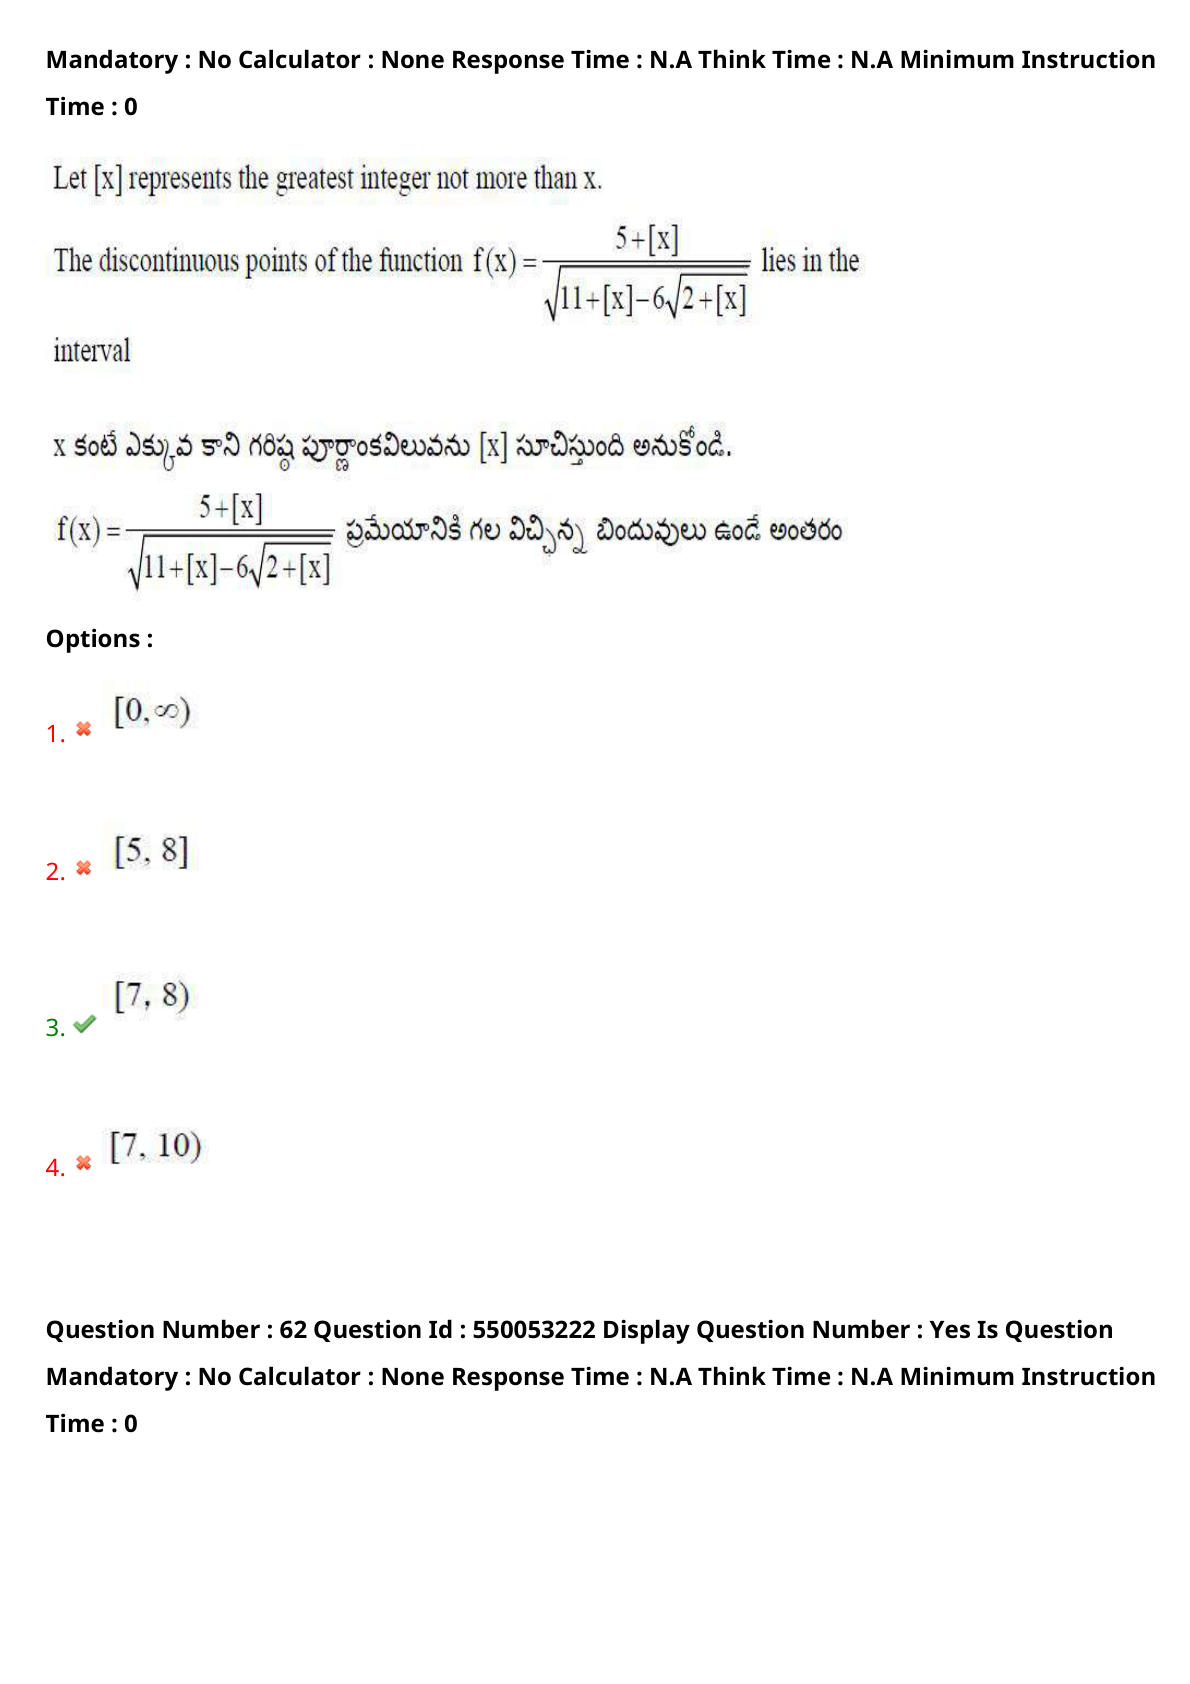 Mandatory : No Calculator : None Response Time : N.A Think Time : N.A Minimum Instruction
Time : 0
Let [x] represents the greatest integer not more than x.
The discontinuous points of the function f(x) = \frac{5+[x]}{\sqrt{11+[x]-6\sqrt{2+[x]}}} lies in the
interval
x కంటే ఎక్కువ కాని గరిష్ఠ పూర్ణాంకవిలువను [x] సూచిస్తుంది అనుకోండి.
f(x) = \frac{5+[x]}{\sqrt{11+[x]-6\sqrt{2+[x]}}} ప్రమేయానికి గల విచ్ఛిన్న బిందువులు ఉండే అంతరం
Options :
1. [0, ∞)
2. [5, 8]
3. [7, 8)
4. [7, 10)
Question Number : 62 Question Id : 550053222 Display Question Number : Yes Is Question
Mandatory : No Calculator : None Response Time : N.A Think Time : N.A Minimum Instruction
Time : 0